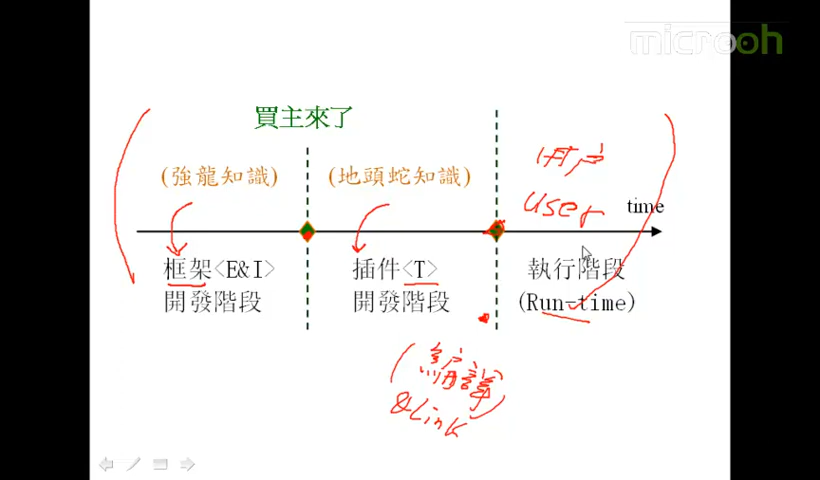 microoh
買主來了
(強龍知識)
(地頭蛇知識)
用戶
user
time
框架<E&I>
開發階段
插件<T>
開發階段
執行階段
(Run-time)
(編譯)
&Link